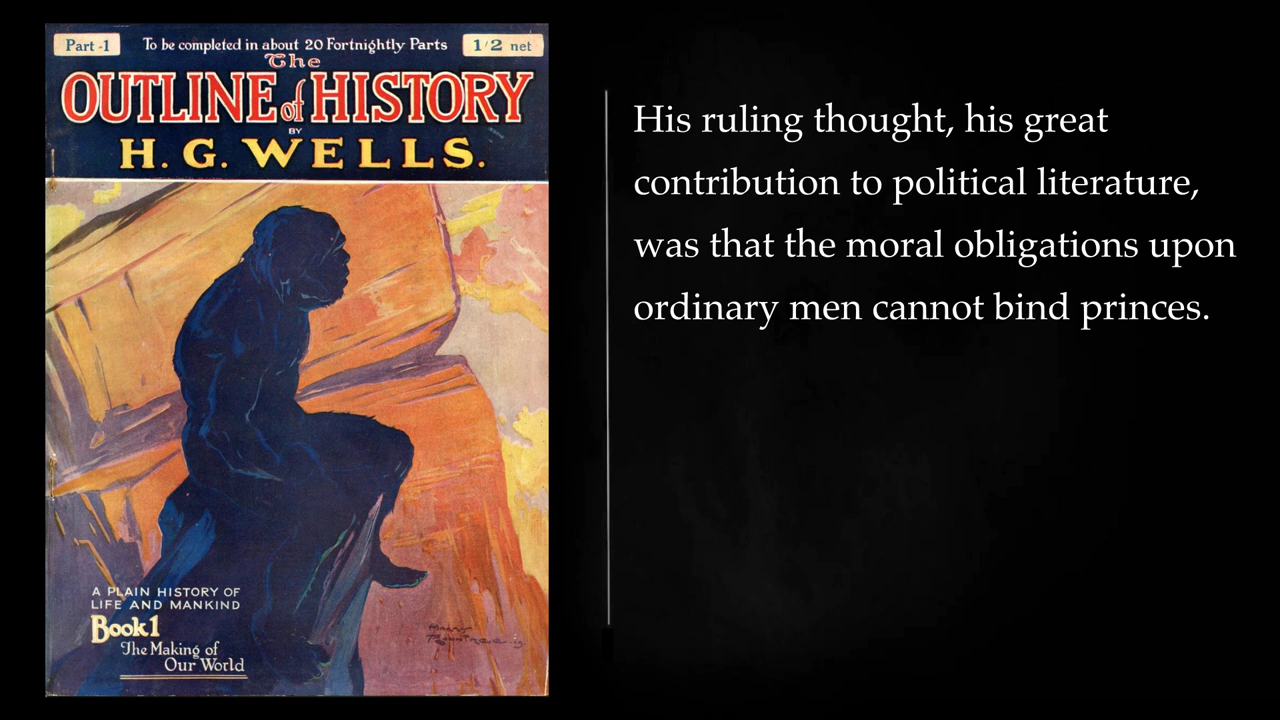 Part -1
To be completed in about 20 Fortnightly Parts
1/2 net
The
OUTLINE of HISTORY
BY
H. G. WELLS.
A PLAIN HISTORY OF
LIFE AND MANKIND
Book 1
The Making of
Our World
His ruling thought, his great
contribution to political literature,
was that the moral obligations upon
ordinary men cannot bind princes.